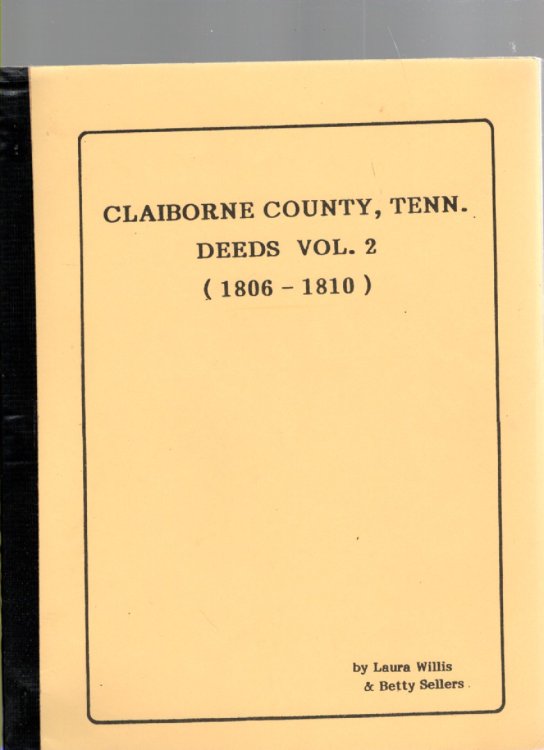 CLAIBORNE COUNTY, TENN.
DEEDS VOL. 2
( 1806 - 1810 )
by Laura Willis
& Betty Sellers